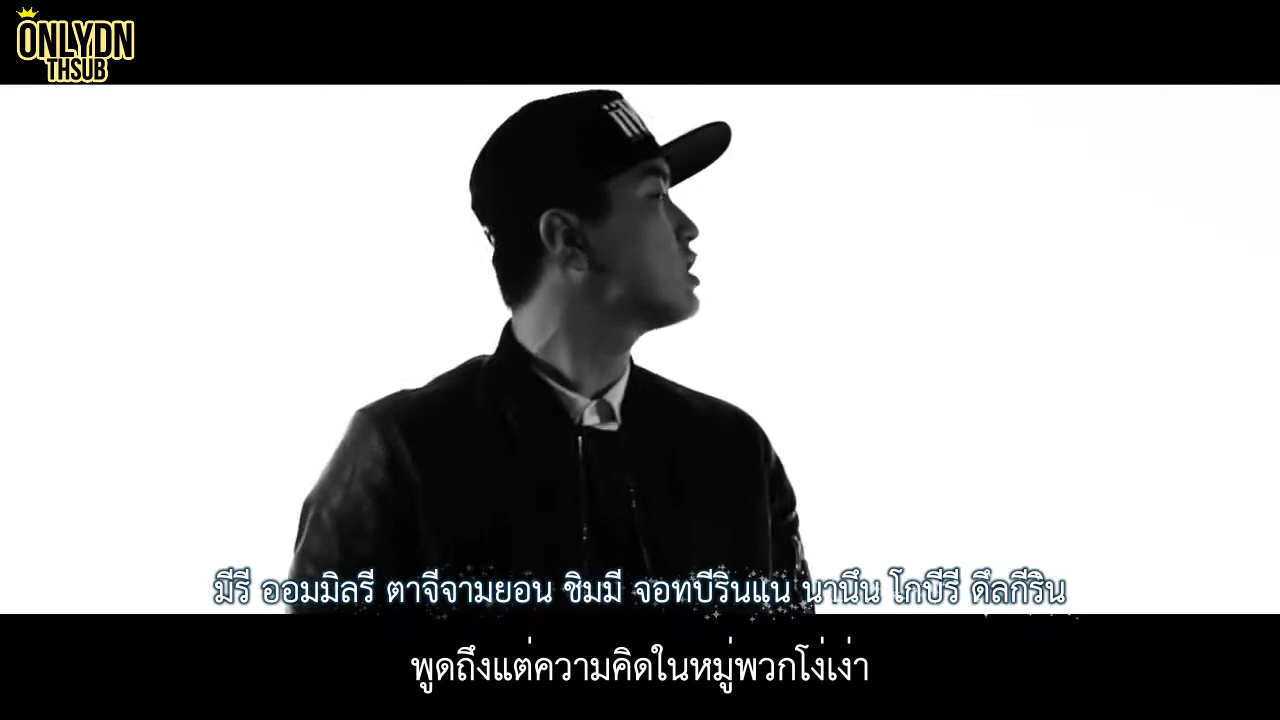 ONLYDN
THSUB
มีรี ออมมิลรี ตาจีจามยอน ชิมมี จอทบีรินแน นานึน โกบีรี ดึลกีริน
พูดถึงแต่ความคิดในหมู่พวกโง่เง่า